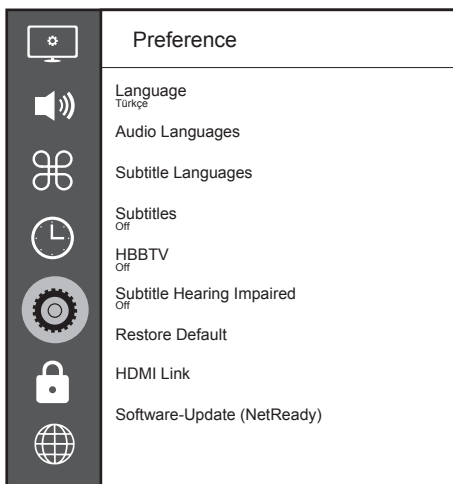 Preference
Language
Türkçe
Audio Languages
Subtitle Languages
Subtitles
Off
HBBTV
Off
Subtitle Hearing Impaired
Off
Restore Default
HDMI Link
Software-Update (NetReady)